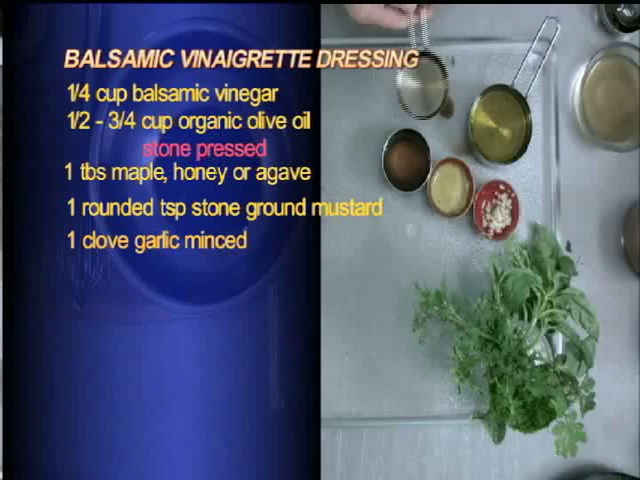 BALSAMIC VINAIGRETTE DRESSING
1/4 cup balsamic vinegar
1/2 - 3/4 cup organic olive oil
stone pressed
1 tbs maple, honey or agave
1 rounded tsp stone ground mustard
1 clove garlic minced